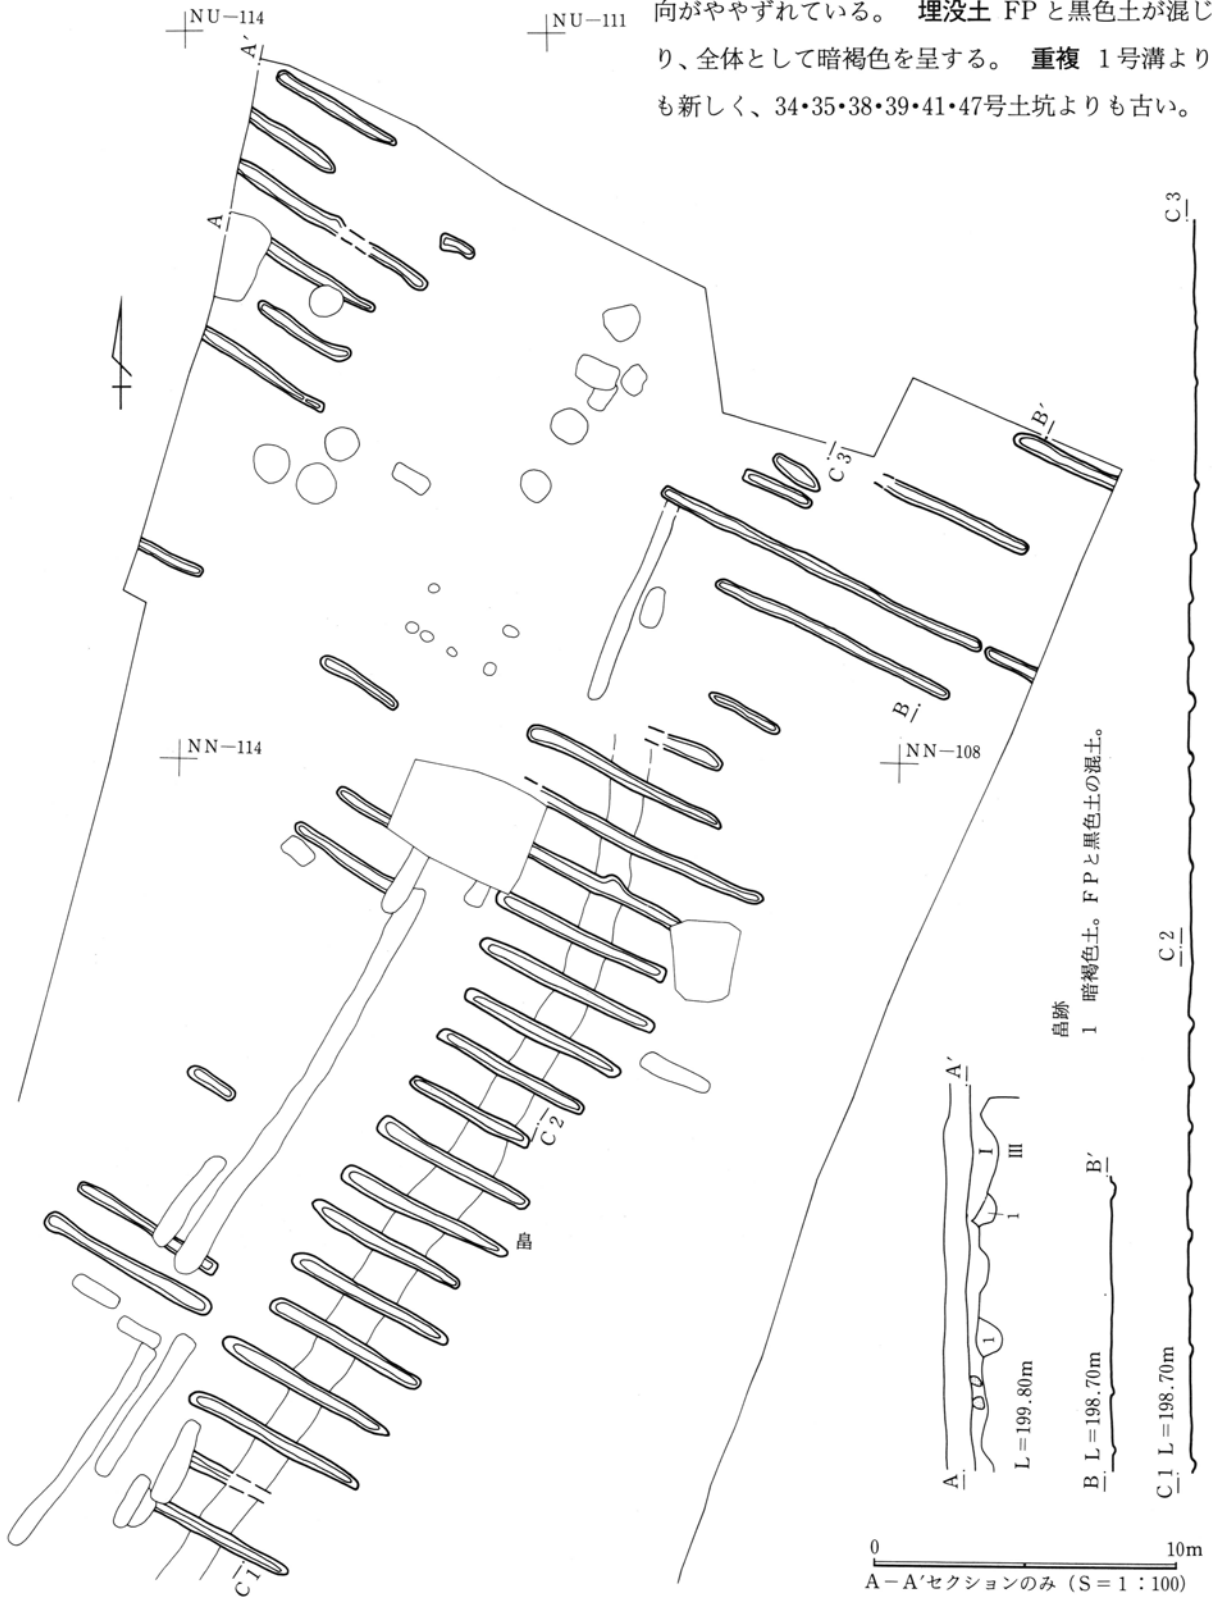 向がややずれている。 埋没土 FPと黒色土が混じ
り、全体として暗褐色を呈する。 重複 1号溝より
も新しく、34・35・38・39・41・47号土坑よりも古い。
NU—114
NU—111
A′
A
C 3
B′
C 3
B
NN—114
NN—108
畠跡
1 暗褐色土。FPと黒色土の混土。
C 2
C 2
畠
A′
I
III
1
1
A
L=199.80m
B′
B L=198.70m
C 1 L=198.70m
C 1
0 10m
A-A′セクションのみ(S=1:100)